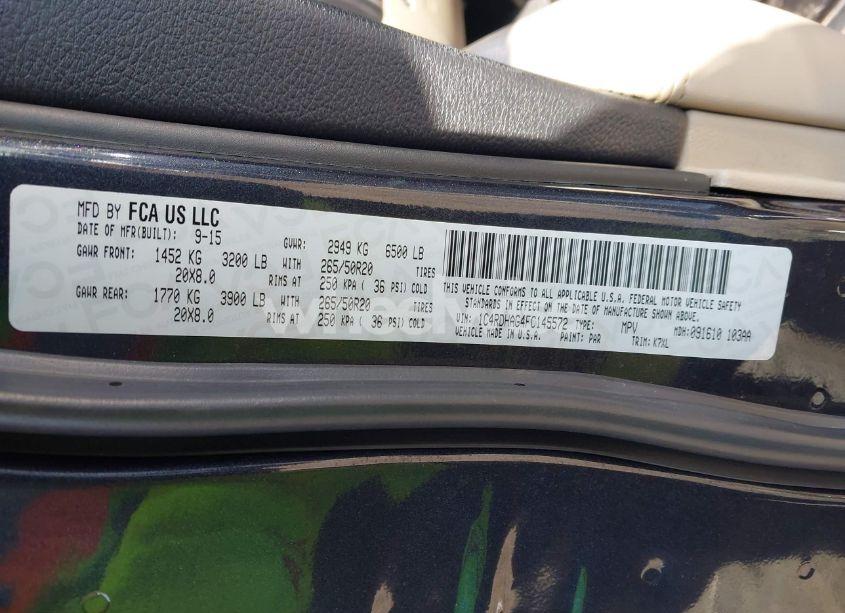 MFD BY FCA US LLC
DATE OF MFR(BUILT): 9-15
GVWR: 2949 KG 6500 LB
GAWR FRONT: 1452 KG 3200 LB WITH 265/50R20 TIRES
20X8.0 RIMS AT 250 KPA ( 36 PSI) COLD
GAWR REAR: 1770 KG 3900 LB WITH 265/50R20 TIRES
20X8.0 RIMS AT 250 KPA ( 36 PSI) COLD
THIS VEHICLE CONFORMS TO ALL APPLICABLE U.S.A. FEDERAL MOTOR VEHICLE SAFETY
STANDARDS IN EFFECT ON THE DATE OF MANUFACTURE SHOWN ABOVE.
VIN: 1C4RDHAG4FC145572 TYPE: MPV MDH: 091610 103AA
VEHICLE MADE IN U.S.A. PAINT: PAR TRIM: K7XL